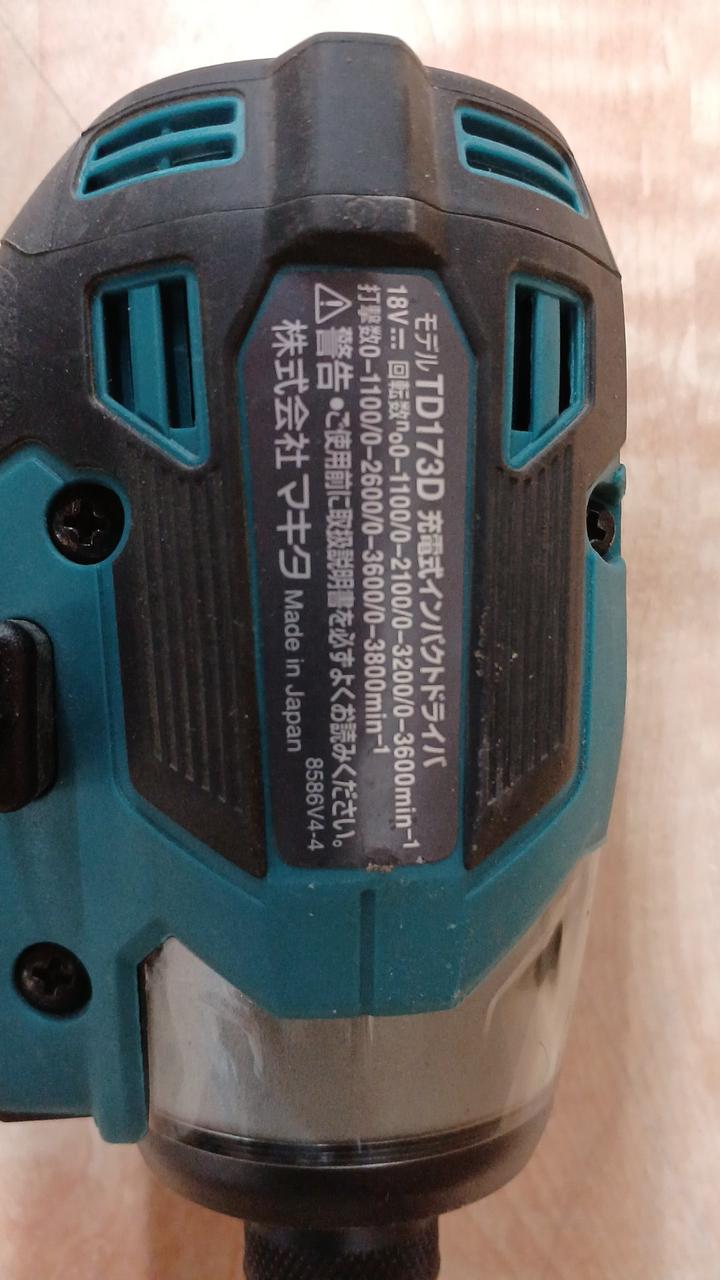 モデル TD173D 充電式インパクトドライバ
18V⎓ 回転数n₀0-1100/0-2100/0-3200/0-3600min⁻¹
打撃数0-1100/0-2600/0-3600/0-3800min⁻¹
⚠警告 ●ご使用前に取扱説明書を必ずよくお読みください。
株式会社 マキタ Made in Japan 8586V4-4